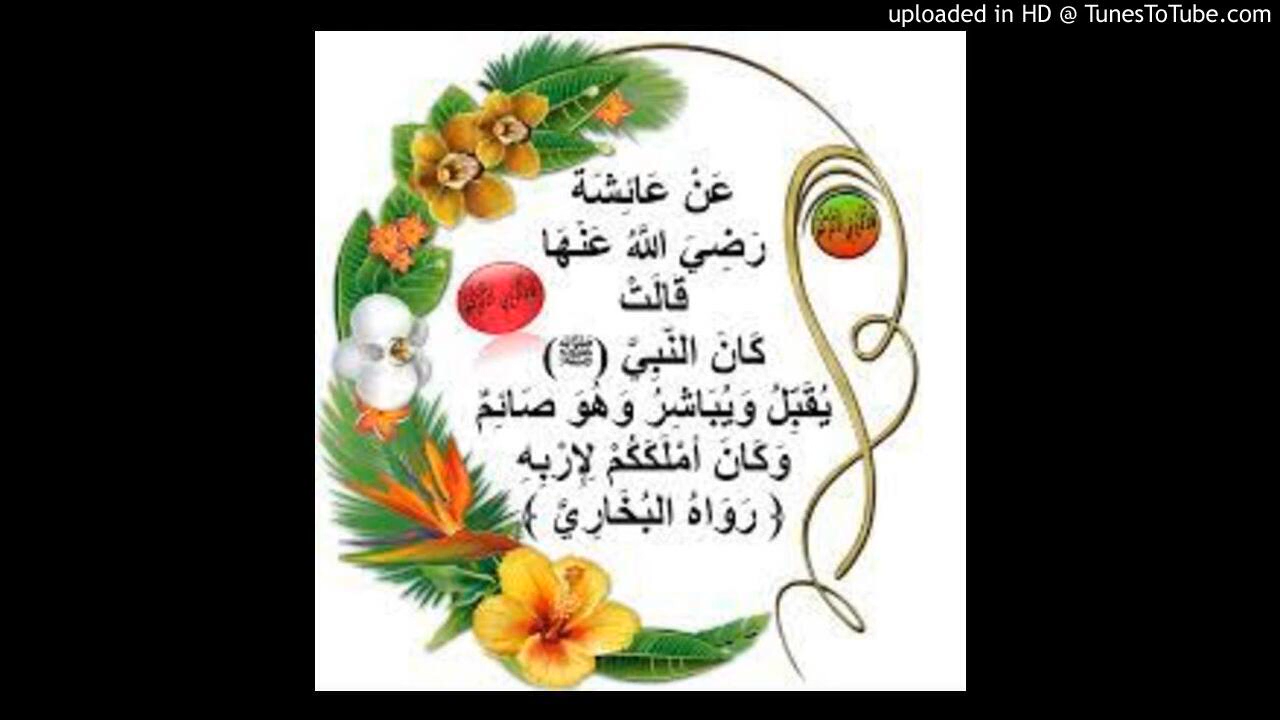 uploaded in HD @ TunesToTube.com
عَنْ عَائِشَة
رَضِيَ اللَّهُ عَنْهَا
قَالَتْ
كَانَ النَّبِيَّ (ﷺ)
يُقَبِّلُ وَيُبَاشِرُ وَهُوَ صَائِمٌ
وَكَانَ أَمْلَكَكُمْ لِإِرْبِهِ
﴿ رَوَاهُ البُخَارِيَّ ﴾